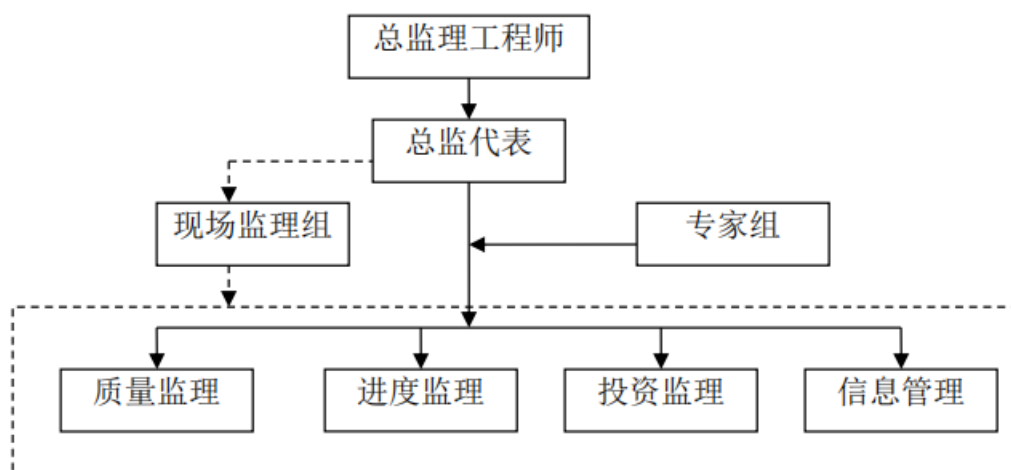 总监理工程师
总监代表
现场监理组
专家组
质量监理
进度监理
投资监理
信息管理